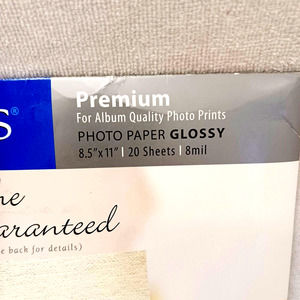 Premium
For Album Quality Photo Prints
S®
PHOTO PAPER GLOSSY
8.5"x11" | 20 Sheets | 8mil
he
aranteed
e back for details)